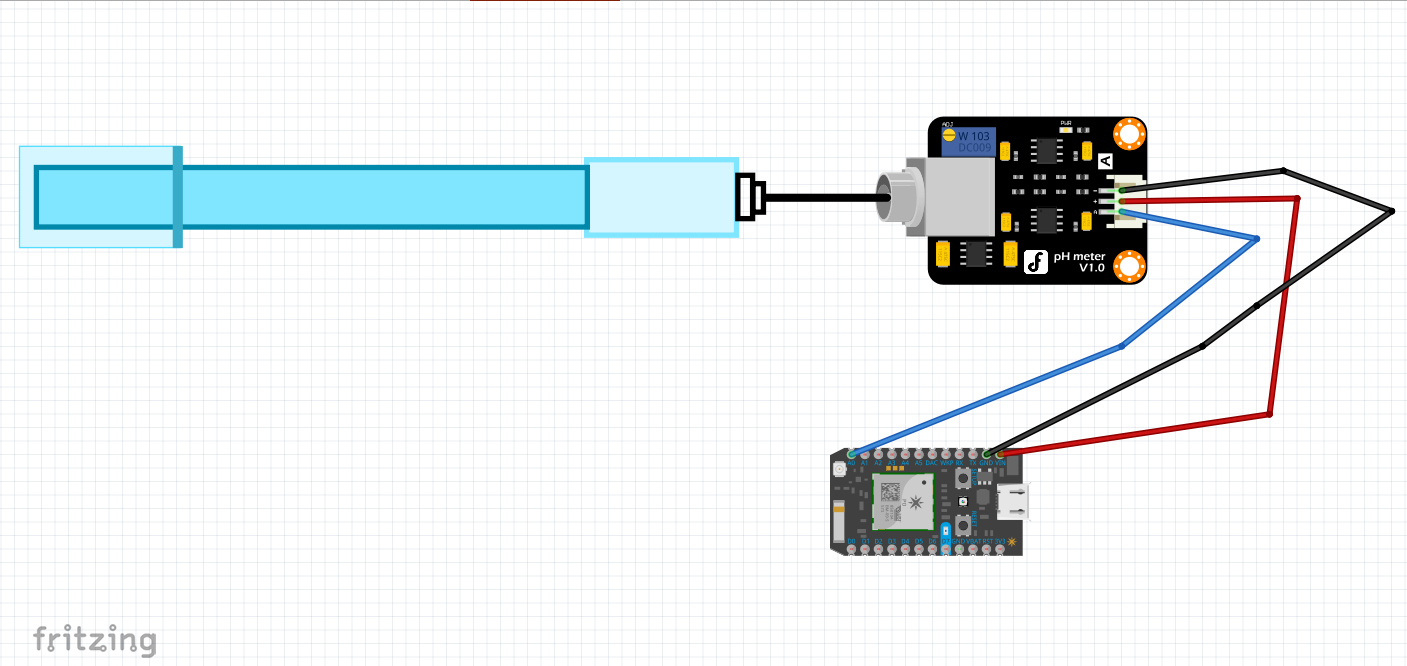 ADJ
W 103
DC009
PWR
A
-
+
A
pH meter
V1.0
A0 A1 A2 A3 A4 A5 DAC WKP RX TX GND VIN
RESET
D0 D1 D2 D3 D4 D5 D6 D7 GND VBAT RST 3V3
fritzing